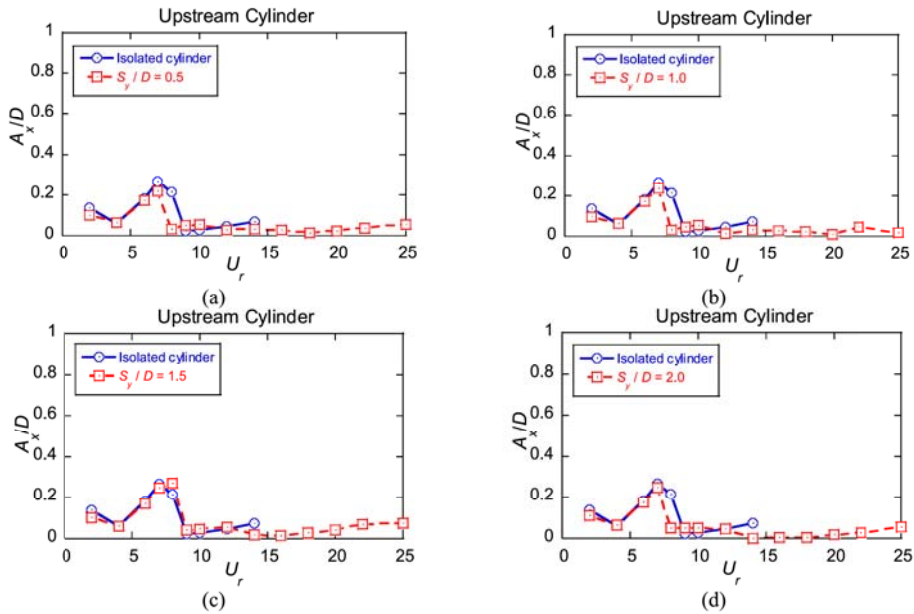 Upstream Cylinder
1
0.8
0.6
0.4
0.2
0
A_x/D
Isolated cylinder
S_y / D = 0.5
0 5 10 15 20 25
U_r
(a)
Upstream Cylinder
1
0.8
0.6
0.4
0.2
0
A_x/D
Isolated cylinder
S_y / D = 1.0
0 5 10 15 20 25
U_r
(b)
Upstream Cylinder
1
0.8
0.6
0.4
0.2
0
A_x/D
Isolated cylinder
S_y / D = 1.5
0 5 10 15 20 25
U_r
(c)
Upstream Cylinder
1
0.8
0.6
0.4
0.2
0
A_x/D
Isolated cylinder
S_y / D = 2.0
0 5 10 15 20 25
U_r
(d)